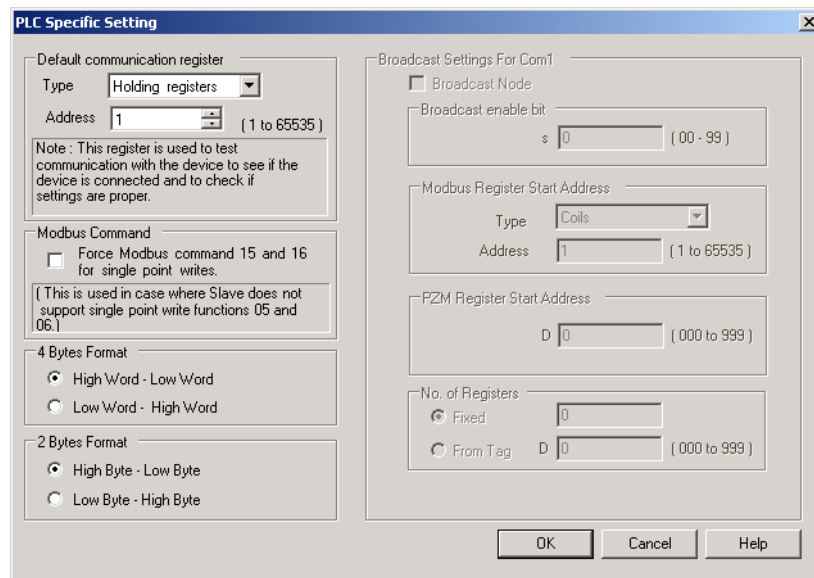 PLC Specific Setting
Default communication register
Type Holding registers
Address 1 ( 1 to 65535 )
Note : This register is used to test
communication with the device to see if the
device is connected and to check if
settings are proper.
Modbus Command
Force Modbus command 15 and 16
for single point writes.
( This is used in case where Slave does not
support single point write functions 05 and
06.)
4 Bytes Format
High Word - Low Word
Low Word - High Word
2 Bytes Format
High Byte - Low Byte
Low Byte - High Byte
Broadcast Settings For Com1
Broadcast Node
Broadcast enable bit
s 0 ( 00 - 99 )
Modbus Register Start Address
Type Coils
Address 1 ( 1 to 65535 )
PZM Register Start Address
D 0 ( 000 to 999 )
No. of Registers
Fixed 0
From Tag D 0 ( 000 to 999 )
OK Cancel Help